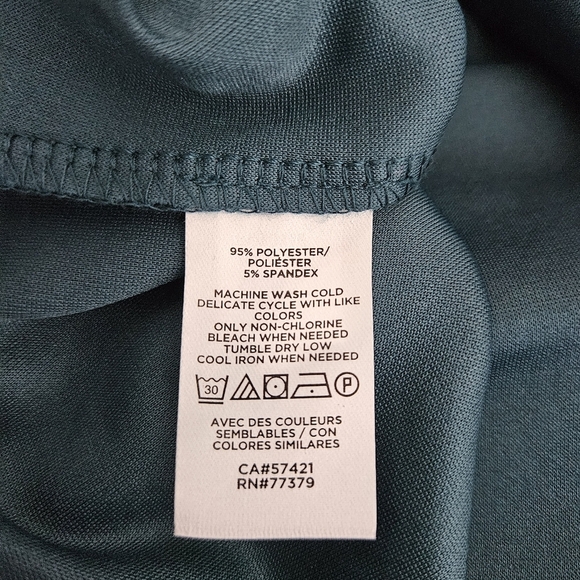 95% POLYESTER/
POLIÉSTER
5% SPANDEX
MACHINE WASH COLD
DELICATE CYCLE WITH LIKE
COLORS
ONLY NON-CHLORINE
BLEACH WHEN NEEDED
TUMBLE DRY LOW
COOL IRON WHEN NEEDED
30 P
AVEC DES COULEURS
SEMBLABLES / CON
COLORES SIMILARES
CA#57421
RN#77379